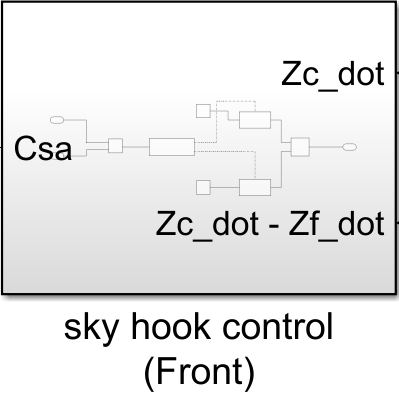 Zc_dot
Csa
Zc_dot - Zf_dot
sky hook control
(Front)